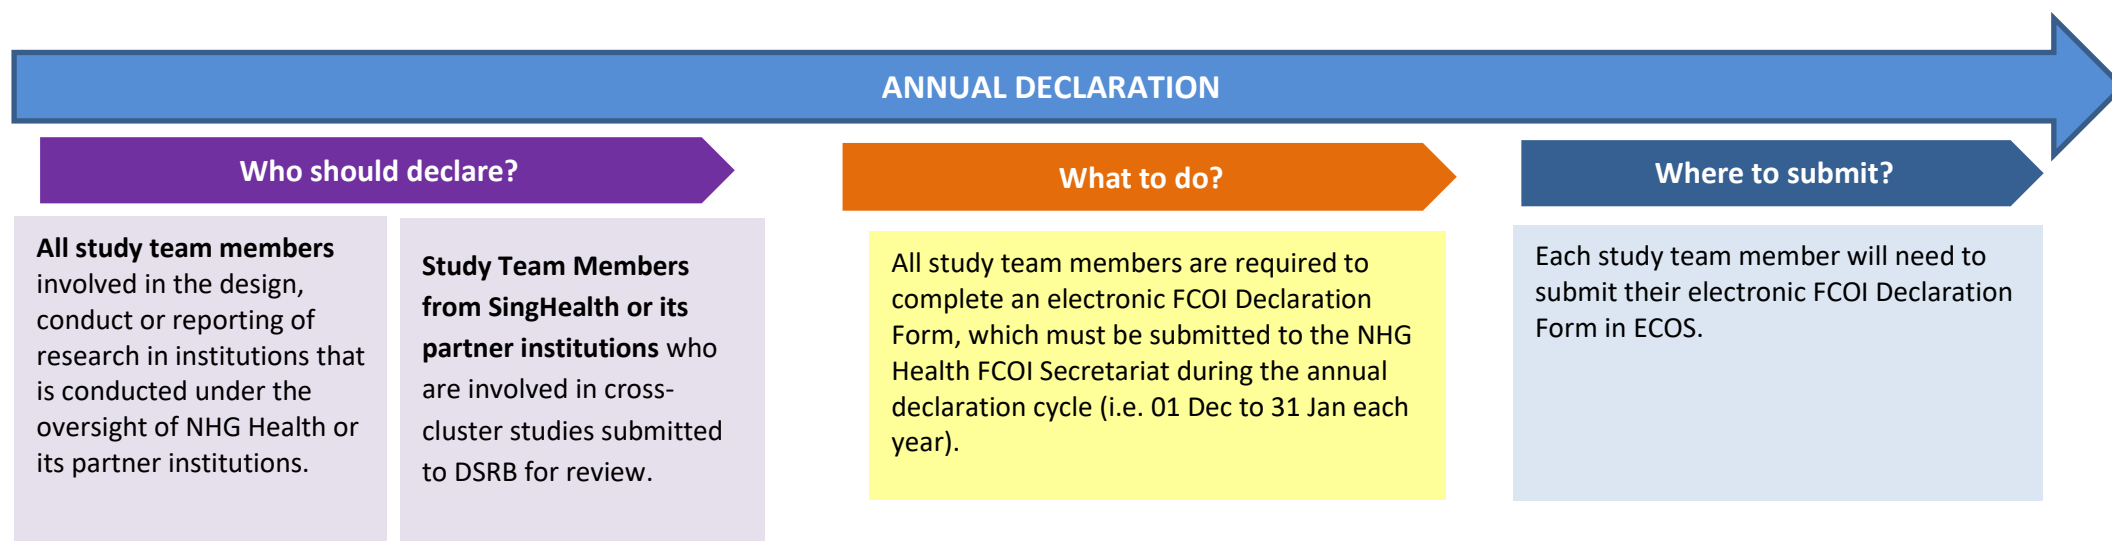 ANNUAL DECLARATION
Who should declare?
All study team members
involved in the design,
conduct or reporting of
research in institutions that
is conducted under the
oversight of NHG Health or
its partner institutions.
Study Team Members
from SingHealth or its
partner institutions who
are involved in cross-
cluster studies submitted
to DSRB for review.
What to do?
All study team members are required to
complete an electronic FCOI Declaration
Form, which must be submitted to the NHG
Health FCOI Secretariat during the annual
declaration cycle (i.e. 01 Dec to 31 Jan each
year).
Where to submit?
Each study team member will need to
submit their electronic FCOI Declaration
Form in ECOS.